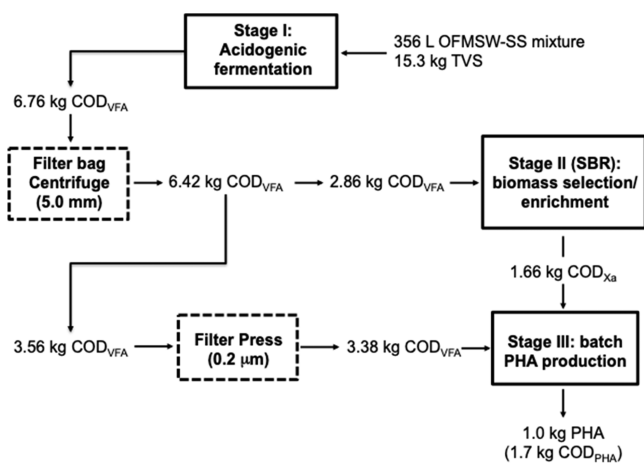 Stage I:
Acidogenic
fermentation
356 L OFMSW-SS mixture
15.3 kg TVS
6.76 kg COD_VFA
Filter bag
Centrifuge
(5.0 mm)
6.42 kg COD_VFA
2.86 kg COD_VFA
Stage II (SBR):
biomass selection/
enrichment
1.66 kg COD_Xa
3.56 kg COD_VFA
Filter Press
(0.2 µm)
3.38 kg COD_VFA
Stage III: batch
PHA production
1.0 kg PHA
(1.7 kg COD_PHA)